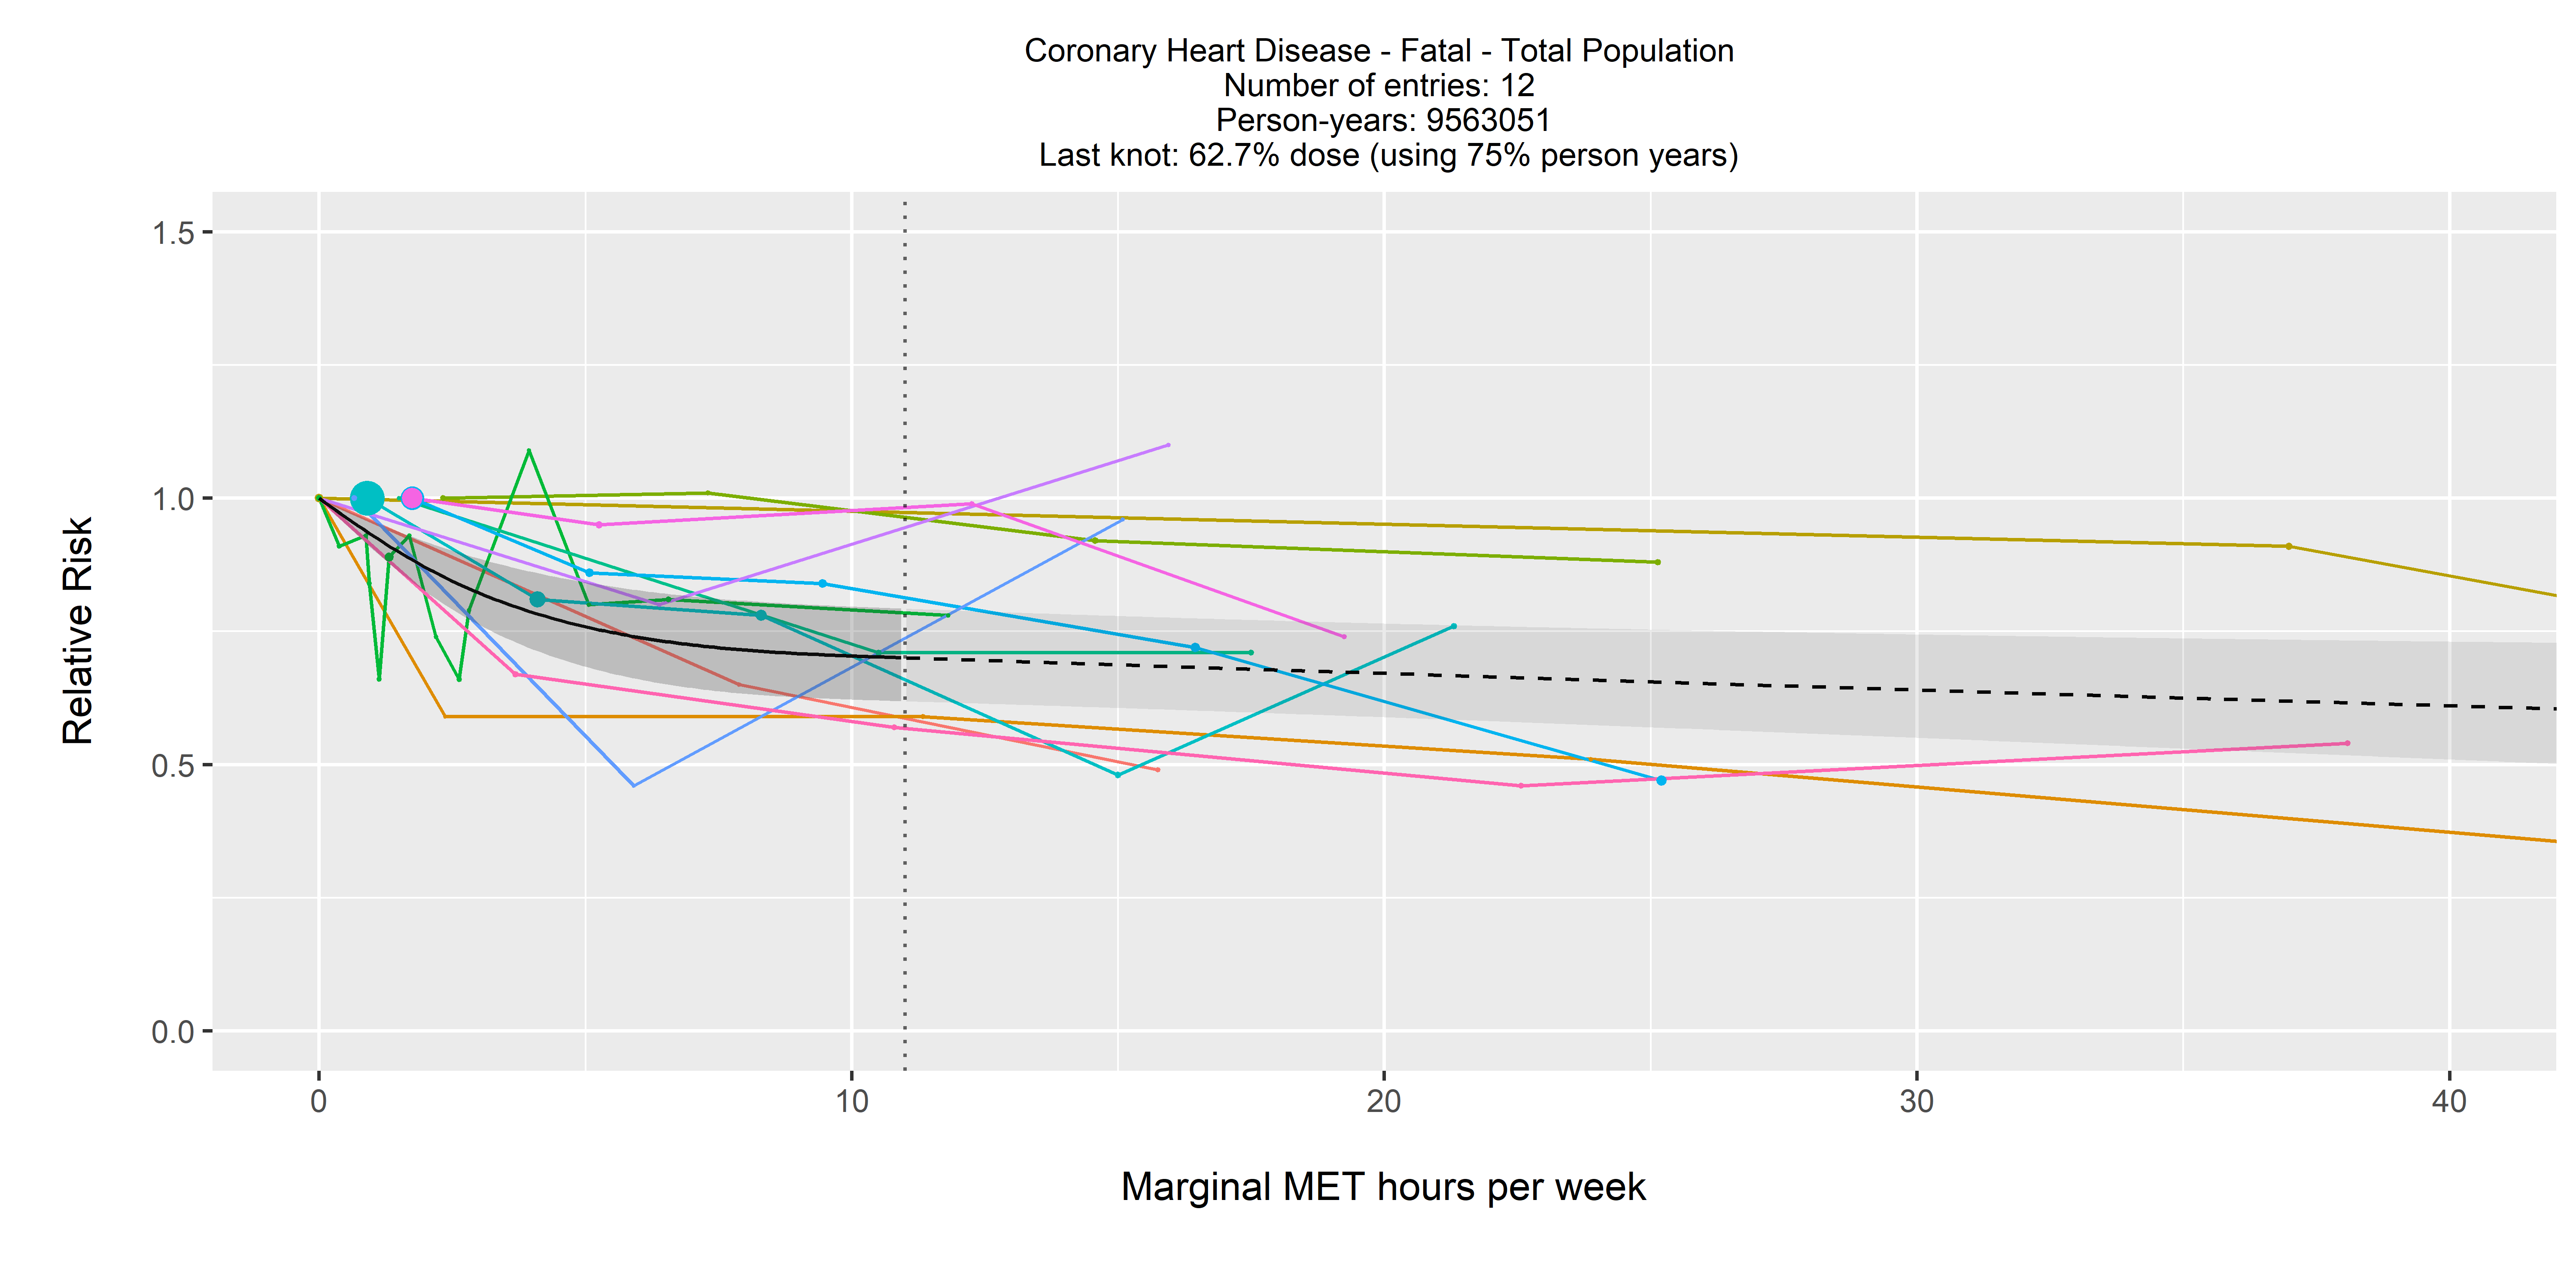 Coronary Heart Disease - Fatal - Total Population
Number of entries: 12
Person-years: 9563051
Last knot: 62.7% dose (using 75% person years)
Relative Risk
1.5
1.0
0.5
0.0
0 10 20 30 40
Marginal MET hours per week